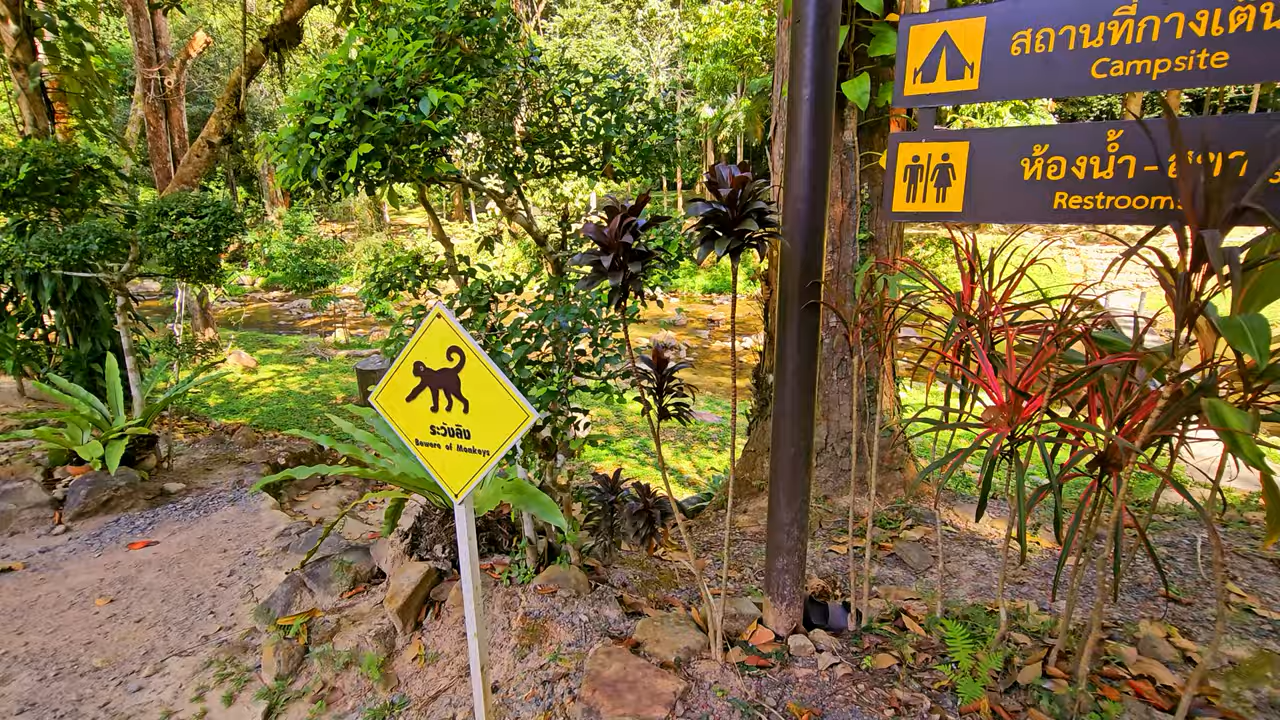 สถานที่กางเต็น
Campsite
ห้องน้ำ -
Restrooms
ระวังลิง
Beware of Monkeys